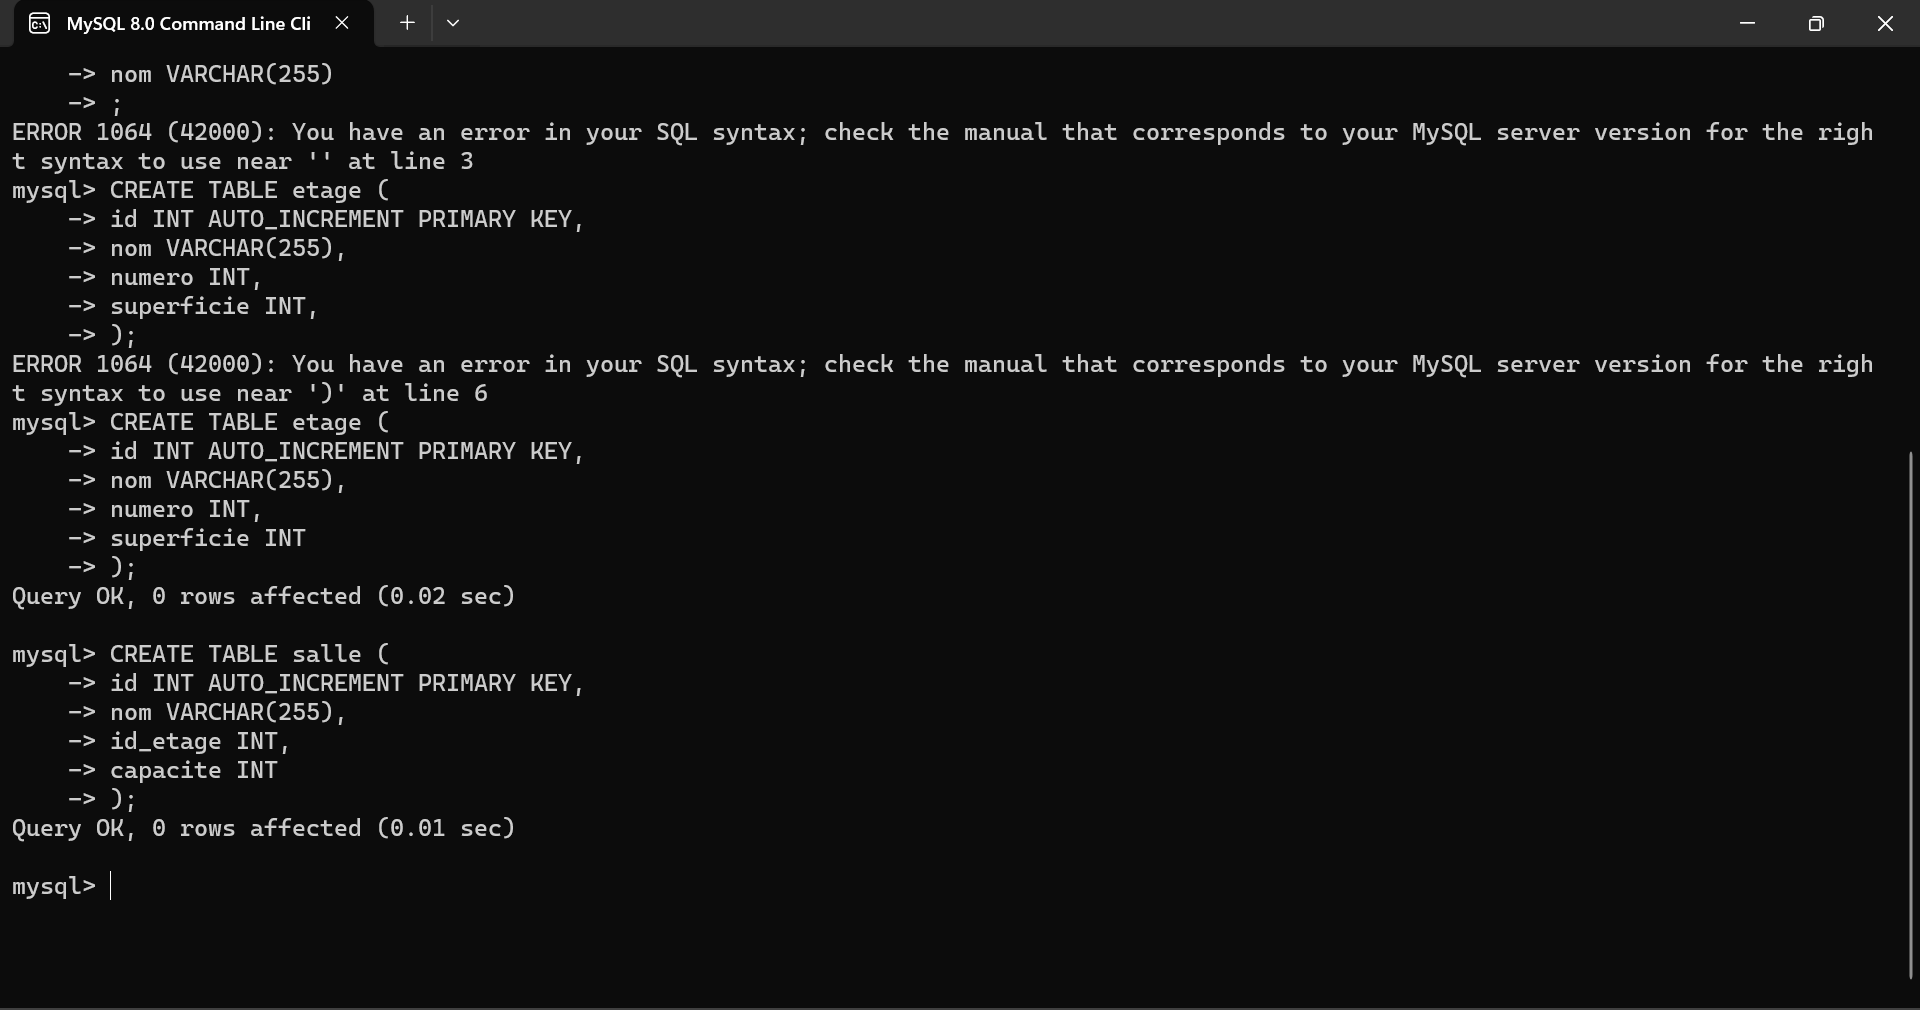 MySQL 8.0 Command Line Cli
    -> nom VARCHAR(255)
    -> ;
ERROR 1064 (42000): You have an error in your SQL syntax; check the manual that corresponds to your MySQL server version for the righ
t syntax to use near '' at line 3
mysql> CREATE TABLE etage (
    -> id INT AUTO_INCREMENT PRIMARY KEY,
    -> nom VARCHAR(255),
    -> numero INT,
    -> superficie INT,
    -> );
ERROR 1064 (42000): You have an error in your SQL syntax; check the manual that corresponds to your MySQL server version for the righ
t syntax to use near ')' at line 6
mysql> CREATE TABLE etage (
    -> id INT AUTO_INCREMENT PRIMARY KEY,
    -> nom VARCHAR(255),
    -> numero INT,
    -> superficie INT
    -> );
Query OK, 0 rows affected (0.02 sec)

mysql> CREATE TABLE salle (
    -> id INT AUTO_INCREMENT PRIMARY KEY,
    -> nom VARCHAR(255),
    -> id_etage INT,
    -> capacite INT
    -> );
Query OK, 0 rows affected (0.01 sec)

mysql>